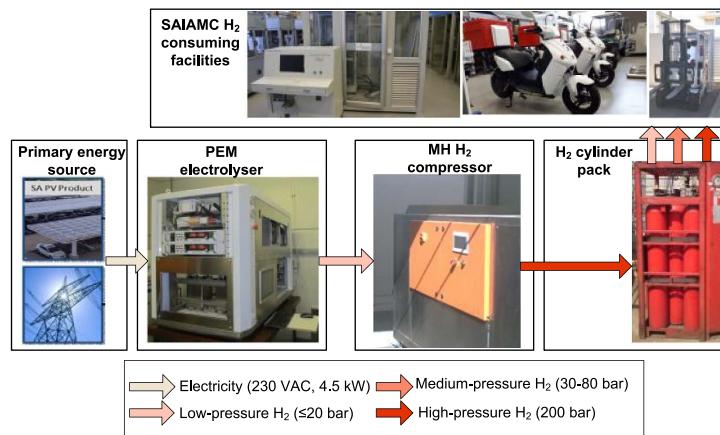 SAIAMC H₂
consuming
facilities
Primary energy
source
SA PV Product
PEM
electrolyser
MH H₂
compressor
H₂ cylinder
pack
Electricity (230 VAC, 4.5 kW)
Medium-pressure H₂ (30-80 bar)
Low-pressure H₂ (≤20 bar)
High-pressure H₂ (200 bar)